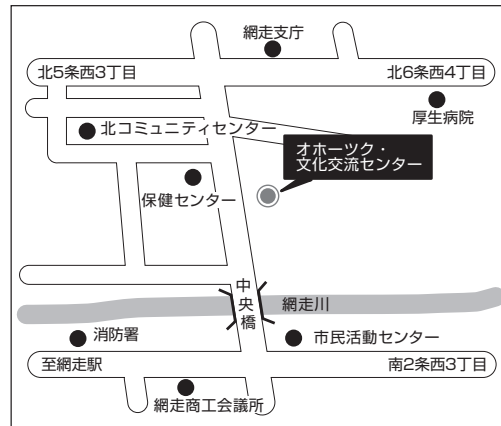 網走支庁
北5条西3丁目
北6条西4丁目
厚生病院
北コミュニティセンター
オホーツク・
文化交流センター
保健センター
中央橋
網走川
消防署
市民活動センター
至網走駅
南2条西3丁目
網走商工会議所